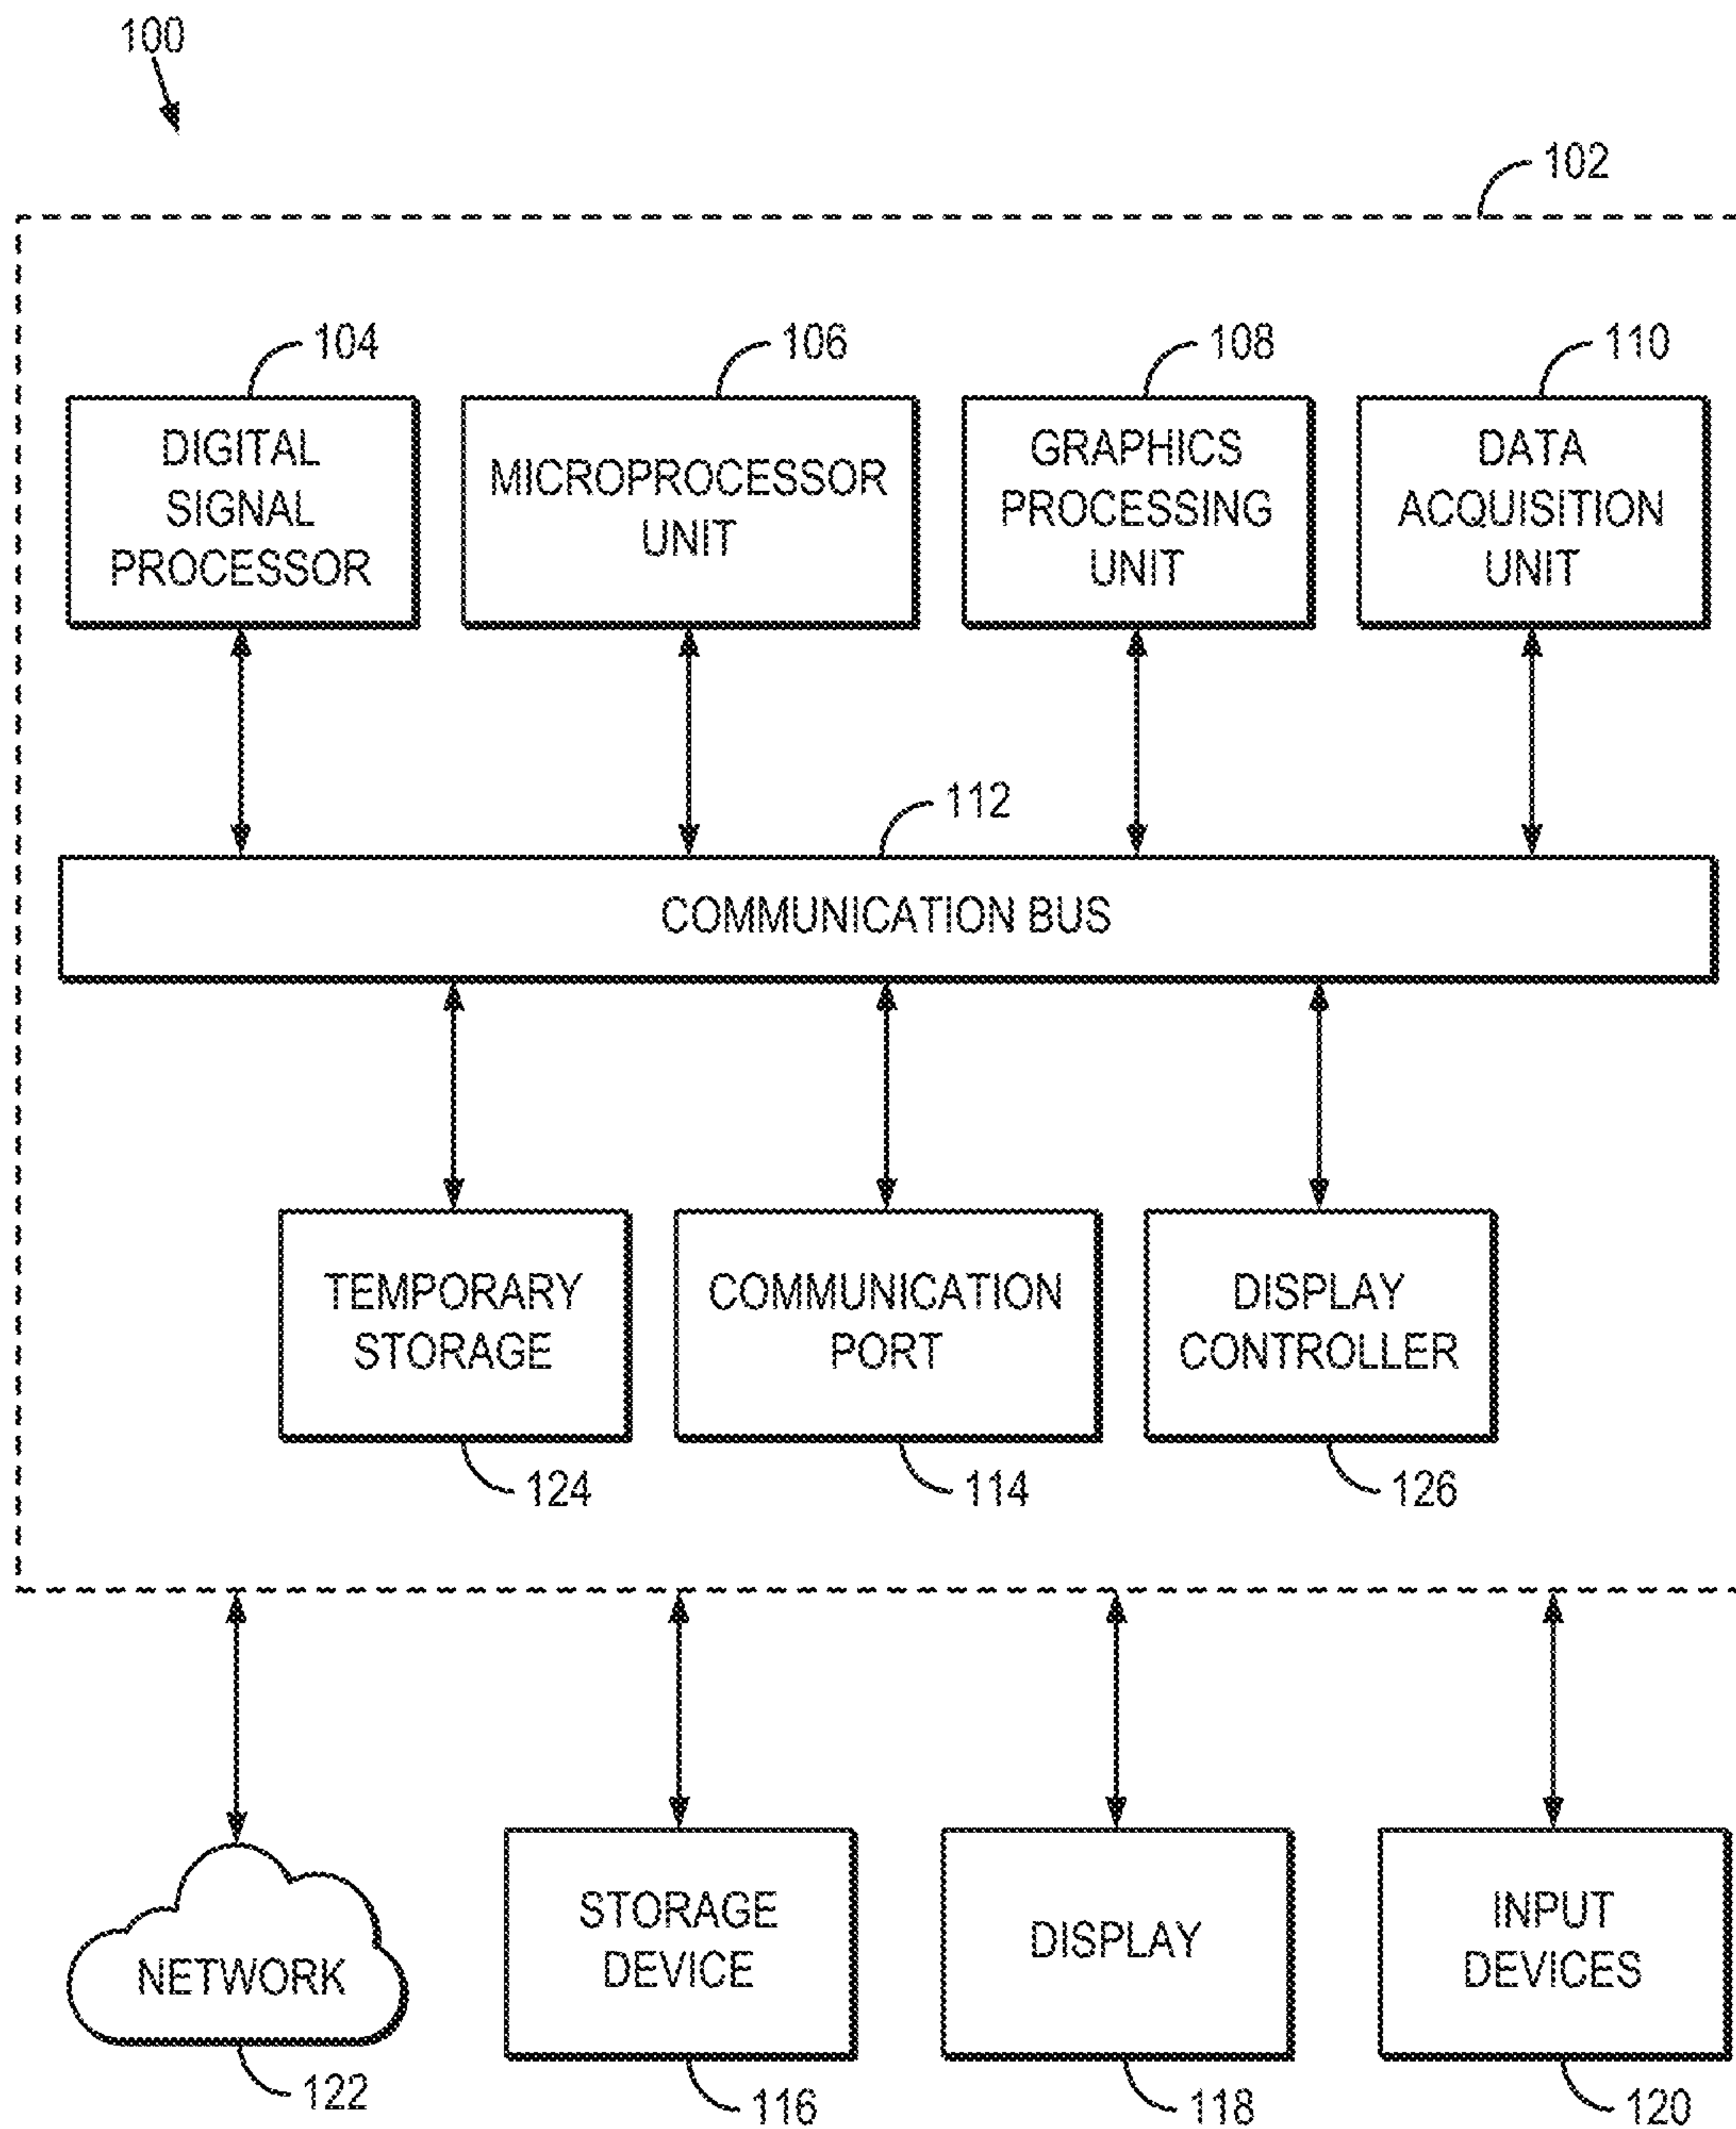 100
102
104
106
108
110
DIGITAL
SIGNAL
PROCESSOR
MICROPROCESSOR
UNIT
GRAPHICS
PROCESSING
UNIT
DATA
ACQUISITION
UNIT
112
COMMUNICATION BUS
TEMPORARY
STORAGE
COMMUNICATION
PORT
DISPLAY
CONTROLLER
124
114
126
NETWORK
STORAGE
DEVICE
DISPLAY
INPUT
DEVICES
122
116
118
120